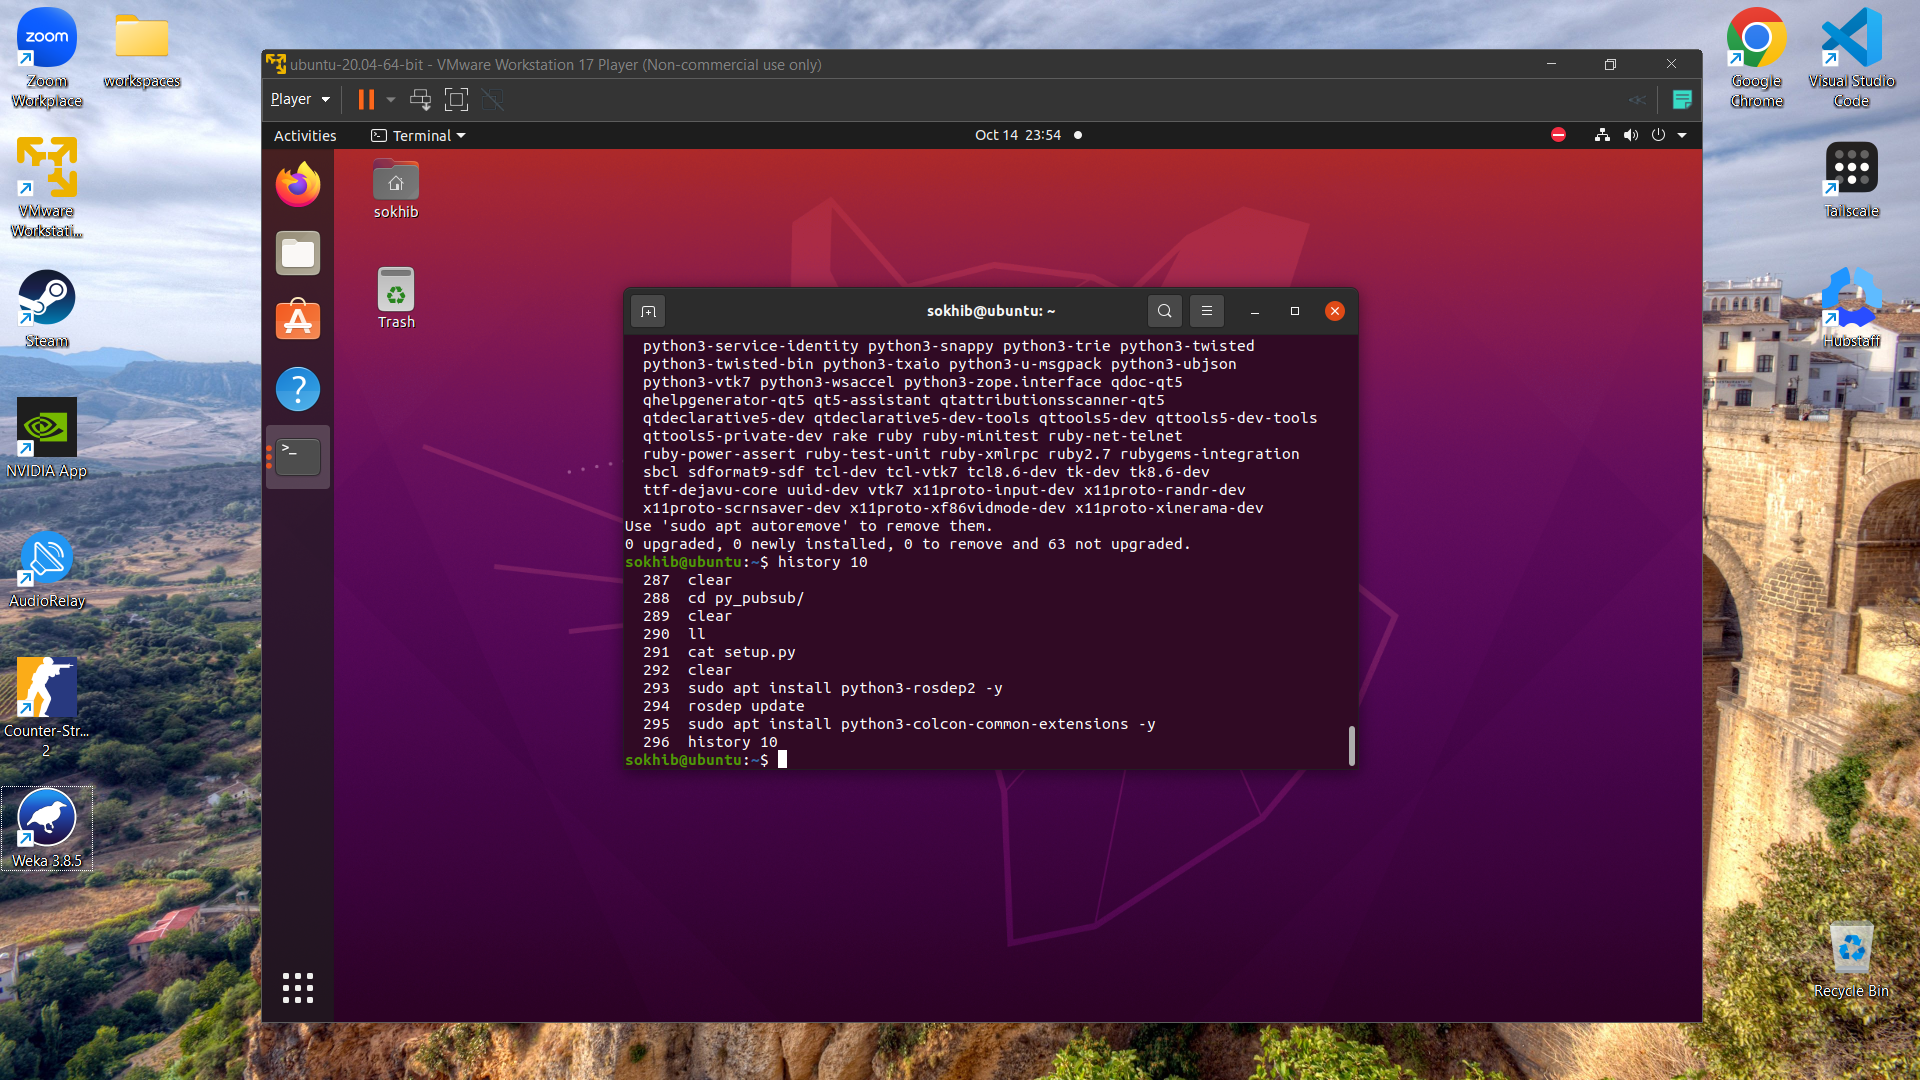 zoom
Zoom
Workplace
workspaces
VMware
Workstati...
Steam
NVIDIA App
AudioRelay
Counter-Str...
2
Weka 3.8.5
Google
Chrome
Visual Studio
Code
Tailscale
Hubstaff
Recycle Bin
ubuntu-20.04-64-bit - VMware Workstation 17 Player (Non-commercial use only)
Player
Activities
Terminal
Oct 14 23:54
sokhib
Trash
sokhib@ubuntu: ~
python3-service-identity python3-snappy python3-trie python3-twisted
python3-twisted-bin python3-txaio python3-u-msgpack python3-ubjson
python3-vtk7 python3-wsaccel python3-zope.interface qdoc-qt5
qhelpgenerator-qt5 qt5-assistant qtattributionsscanner-qt5
qtdeclarative5-dev qtdeclarative5-dev-tools qttools5-dev qttools5-dev-tools
qttools5-private-dev rake ruby ruby-minitest ruby-net-telnet
ruby-power-assert ruby-test-unit ruby-xmlrpc ruby2.7 rubygems-integration
sbcl sdformat9-sdf tcl-dev tcl-vtk7 tcl8.6-dev tk-dev tk8.6-dev
ttf-dejavu-core uuid-dev vtk7 x11proto-input-dev x11proto-randr-dev
x11proto-scrnsaver-dev x11proto-xf86vidmode-dev x11proto-xinerama-dev
Use 'sudo apt autoremove' to remove them.
0 upgraded, 0 newly installed, 0 to remove and 63 not upgraded.
sokhib@ubuntu:~$ history 10
287 clear
288 cd py_pubsub/
289 clear
290 ll
291 cat setup.py
292 clear
293 sudo apt install python3-rosdep2 -y
294 rosdep update
295 sudo apt install python3-colcon-common-extensions -y
296 history 10
sokhib@ubuntu:~$